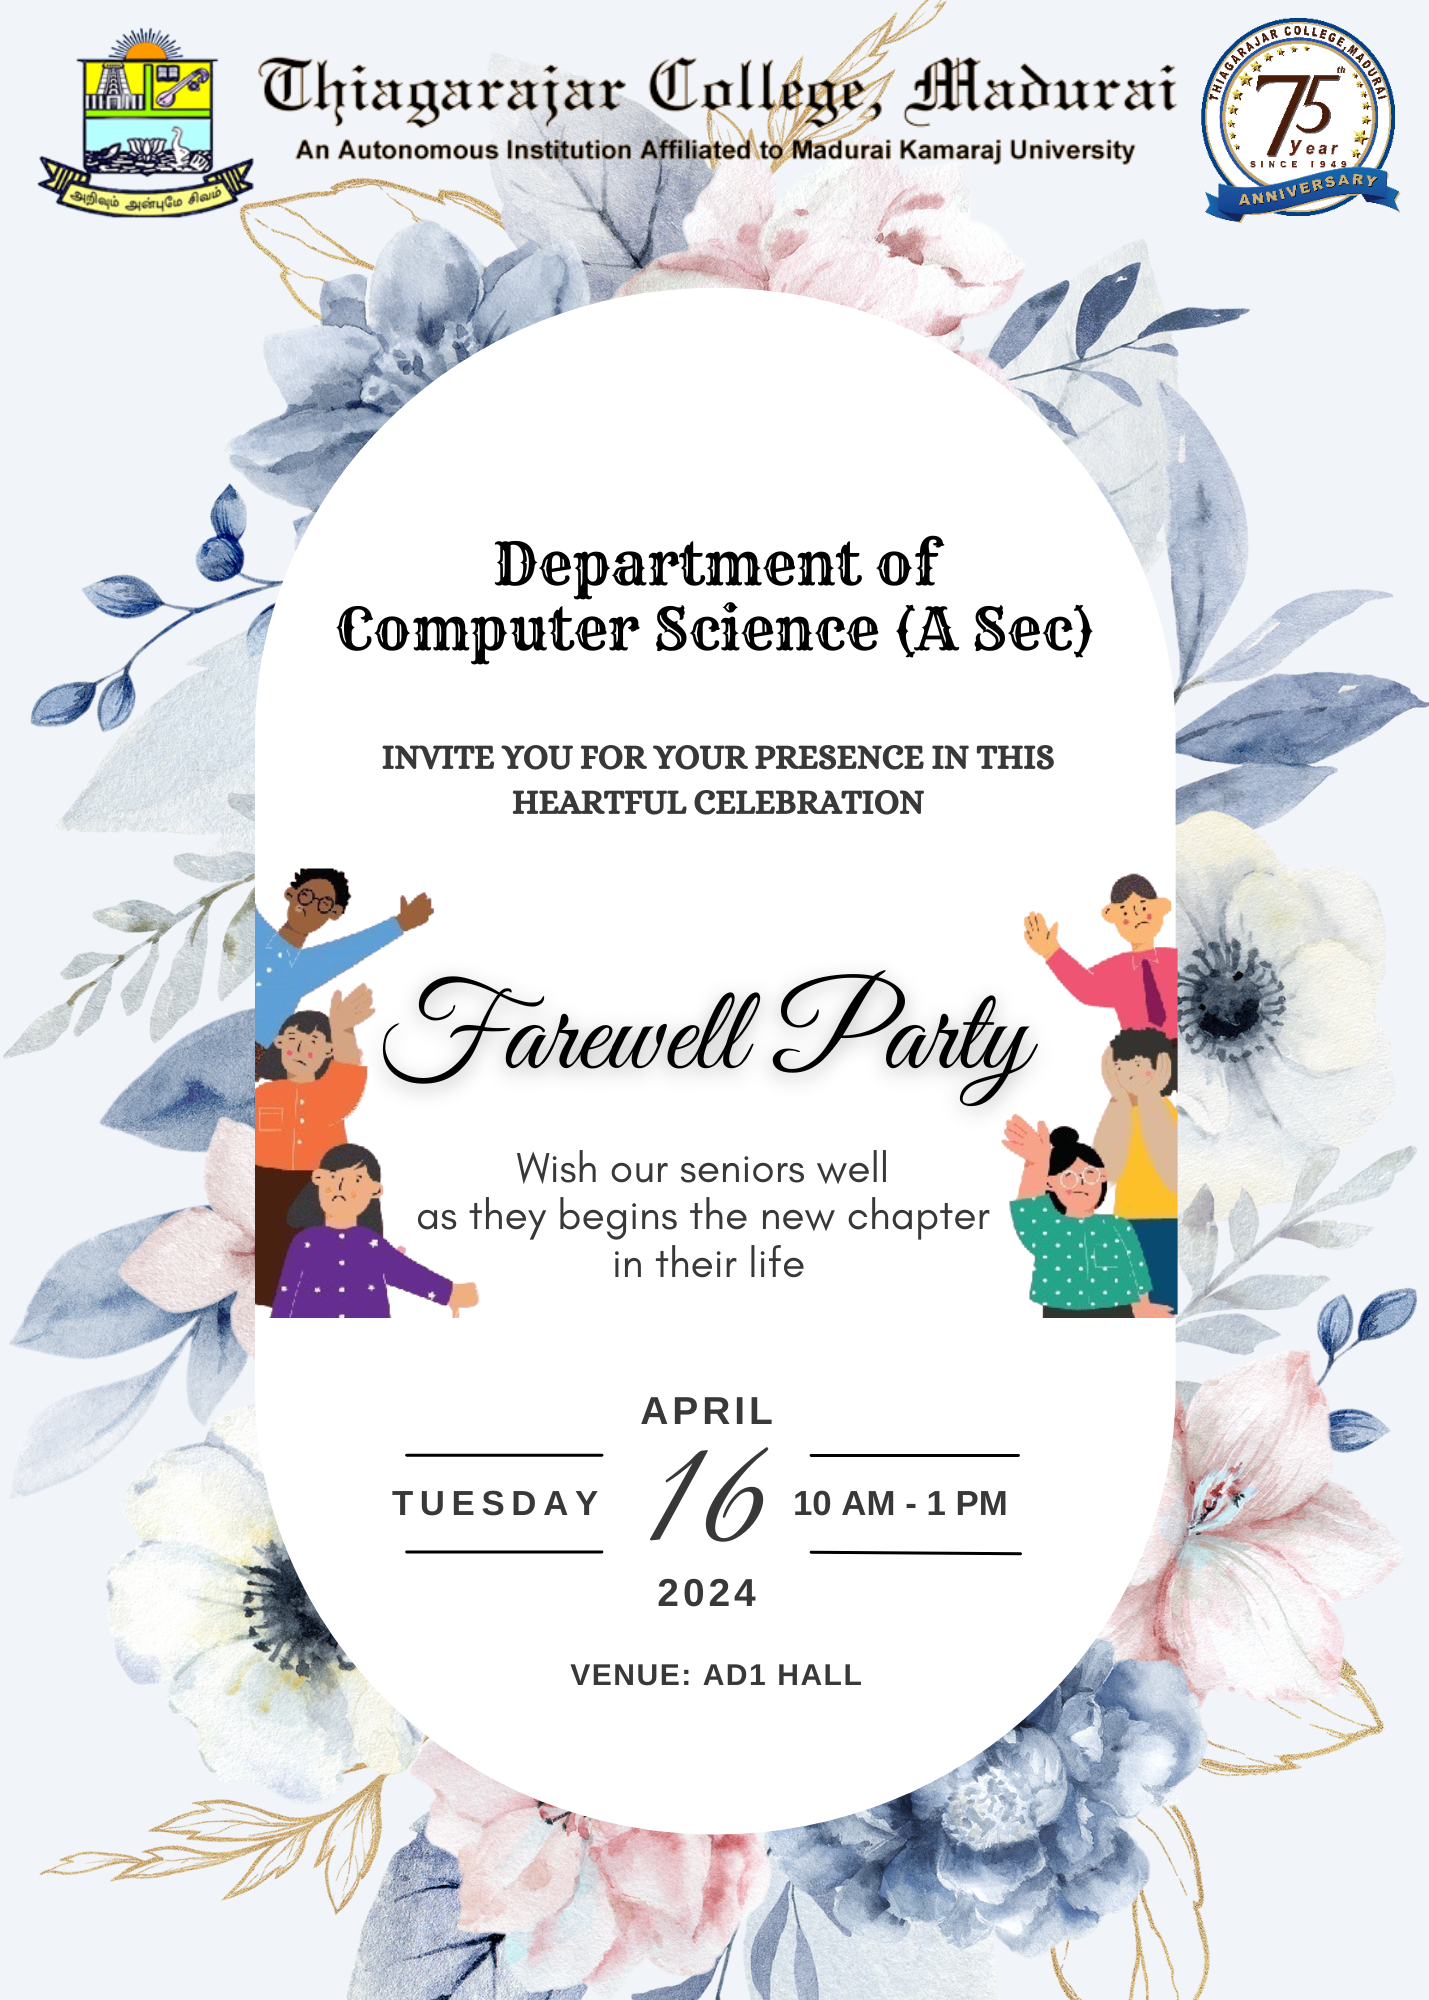 Thiagarajar College, Madurai
An Autonomous Institution Affiliated to Madurai Kamaraj University
அறிவும் அன்புமே சிவம்
THIAGARAJAR COLLEGE, MADURAI
75th
Year
SINCE 1949
ANNIVERSARY
Department of
Computer Science (A Sec)
INVITE YOU FOR YOUR PRESENCE IN THIS
HEARTFUL CELEBRATION
Farewell Party
Wish our seniors well
as they begins the new chapter
in their life
APRIL
TUESDAY 16 10 AM - 1 PM
2024
VENUE: AD1 HALL